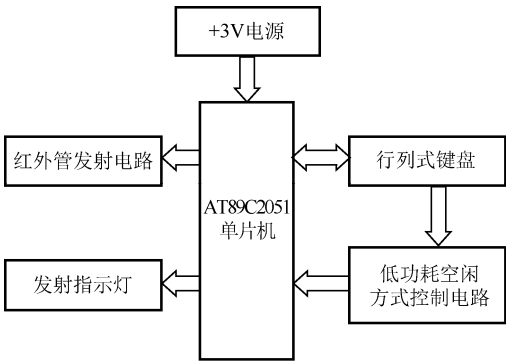 +3V电源
红外管发射电路
AT89C2051
单片机
行列式键盘
发射指示灯
低功耗空闲
方式控制电路